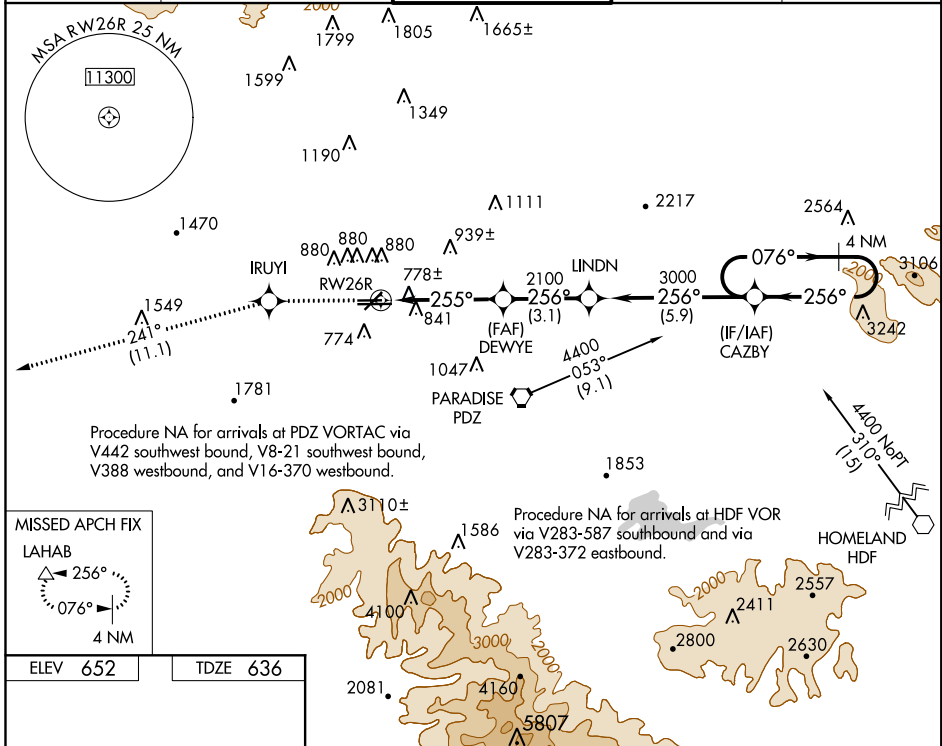 2000
1799
1805
1665±
MSA RW26R 25 NM
11300
1599
1349
1190
1111
2217
2564
1470
939±
076°
4 NM
2000
3106
880
880
880
IRUYI
RW26R
778±
LINDN
2100
3000
255°
256°
256°
256°
(3.1)
(5.9)
1549
841
3242
241°
(11.1)
774
(FAF)
DEWYE
(IF/IAF)
CAZBY
4400
053°
(9.1)
1047
PARADISE
PDZ
1781
4400 NoPT
310°
(15)
Procedure NA for arrivals at PDZ VORTAC via
V442 southwest bound, V8-21 southwest bound,
V388 westbound, and V16-370 westbound.
1853
3110±
Procedure NA for arrivals at HDF VOR
via V283-587 southbound and via
V283-372 eastbound.
HOMELAND
HDF
MISSED APCH FIX
LAHAB
256°
076°
4 NM
1586
2000
4100
2000
2557
2411
3000
2000
2800
2630
ELEV 652
TDZE 636
2081
4160
5807